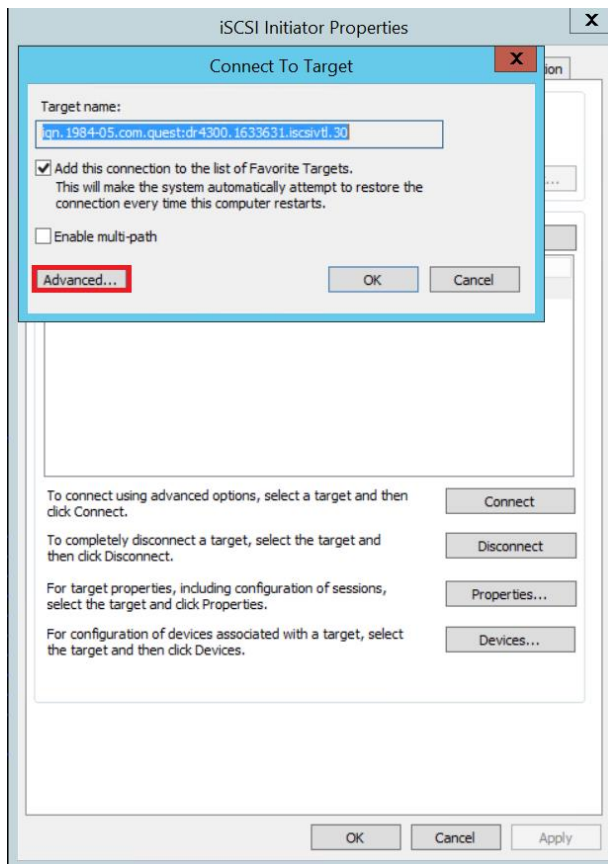 iSCSI Initiator Properties
x
Connect To Target
x
ion
Target name:
iqn.1984-05.com.quest:dr4300.1633631.iscsivtl.30
Add this connection to the list of Favorite Targets.
This will make the system automatically attempt to restore the
connection every time this computer restarts.
...
Enable multi-path
Advanced...
OK
Cancel
To connect using advanced options, select a target and then
click Connect.
Connect
To completely disconnect a target, select the target and
then click Disconnect.
Disconnect
For target properties, including configuration of sessions,
select the target and click Properties.
Properties...
For configuration of devices associated with a target, select
the target and then click Devices.
Devices...
OK
Cancel
Apply